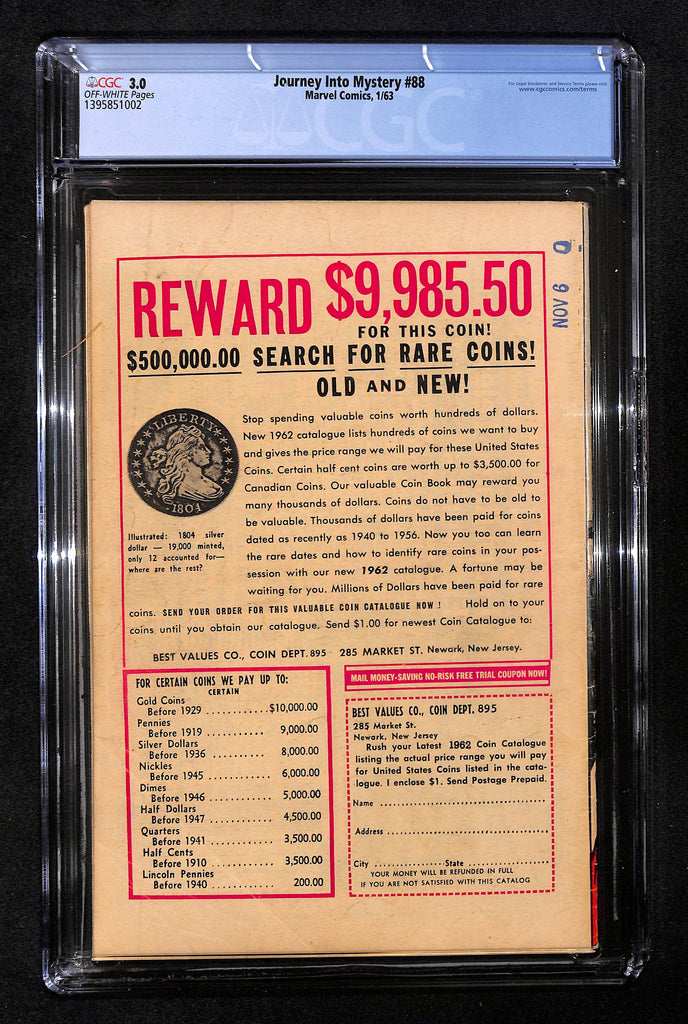 CGC 3.0
OFF-WHITE Pages
1395851002
Journey Into Mystery #88
Marvel Comics, 1/63
For Legal Disclaimer and Service Terms please visit
www.cgccomics.com/terms
CGC
REWARD $9,985.50
FOR THIS COIN!
$500,000.00 SEARCH FOR RARE COINS!
OLD AND NEW!
NOV 6
LIBERTY
1804
Illustrated: 1804 silver
dollar — 19,000 minted,
only 12 accounted for—
where are the rest?
Stop spending valuable coins worth hundreds of dollars.
New 1962 catalogue lists hundreds of coins we want to buy
and gives the price range we will pay for these United States
Coins. Certain half cent coins are worth up to $3,500.00 for
Canadian Coins. Our valuable Coin Book may reward you
many thousands of dollars. Coins do not have to be old to
be valuable. Thousands of dollars have been paid for coins
dated as recently as 1940 to 1956. Now you too can learn
the rare dates and how to identify rare coins in your pos-
session with our new 1962 catalogue. A fortune may be
waiting for you. Millions of Dollars have been paid for rare
coins. SEND YOUR ORDER FOR THIS VALUABLE COIN CATALOGUE NOW ! Hold on to your
coins until you obtain our catalogue. Send $1.00 for newest Coin Catalogue to:
BEST VALUES CO., COIN DEPT. 895 285 MARKET ST. Newark, New Jersey.
FOR CERTAIN COINS WE PAY UP TO:
CERTAIN
Gold Coins
Before 1929 ............$10,000.00
Pennies
Before 1919 ............ 9,000.00
Silver Dollars
Before 1936 ............ 8,000.00
Nickles
Before 1945 ............ 6,000.00
Dimes
Before 1946 ............ 5,000.00
Half Dollars
Before 1947 ............ 4,500.00
Quarters
Before 1941 ............ 3,500.00
Half Cents
Before 1910 ............ 3,500.00
Lincoln Pennies
Before 1940 ............ 200.00
MAIL MONEY-SAVING NO-RISK FREE TRIAL COUPON NOW!
BEST VALUES CO., COIN DEPT. 895
285 Market St.
Newark, New Jersey
Rush your Latest 1962 Coin Catalogue
listing the actual price range you will pay
for United States Coins listed in the cata-
logue. I enclose $1. Send Postage Prepaid.
Name ................................................
Address ..............................................
City ....................State ........................
YOUR MONEY WILL BE REFUNDED IN FULL
IF YOU ARE NOT SATISFIED WITH THIS CATALOG